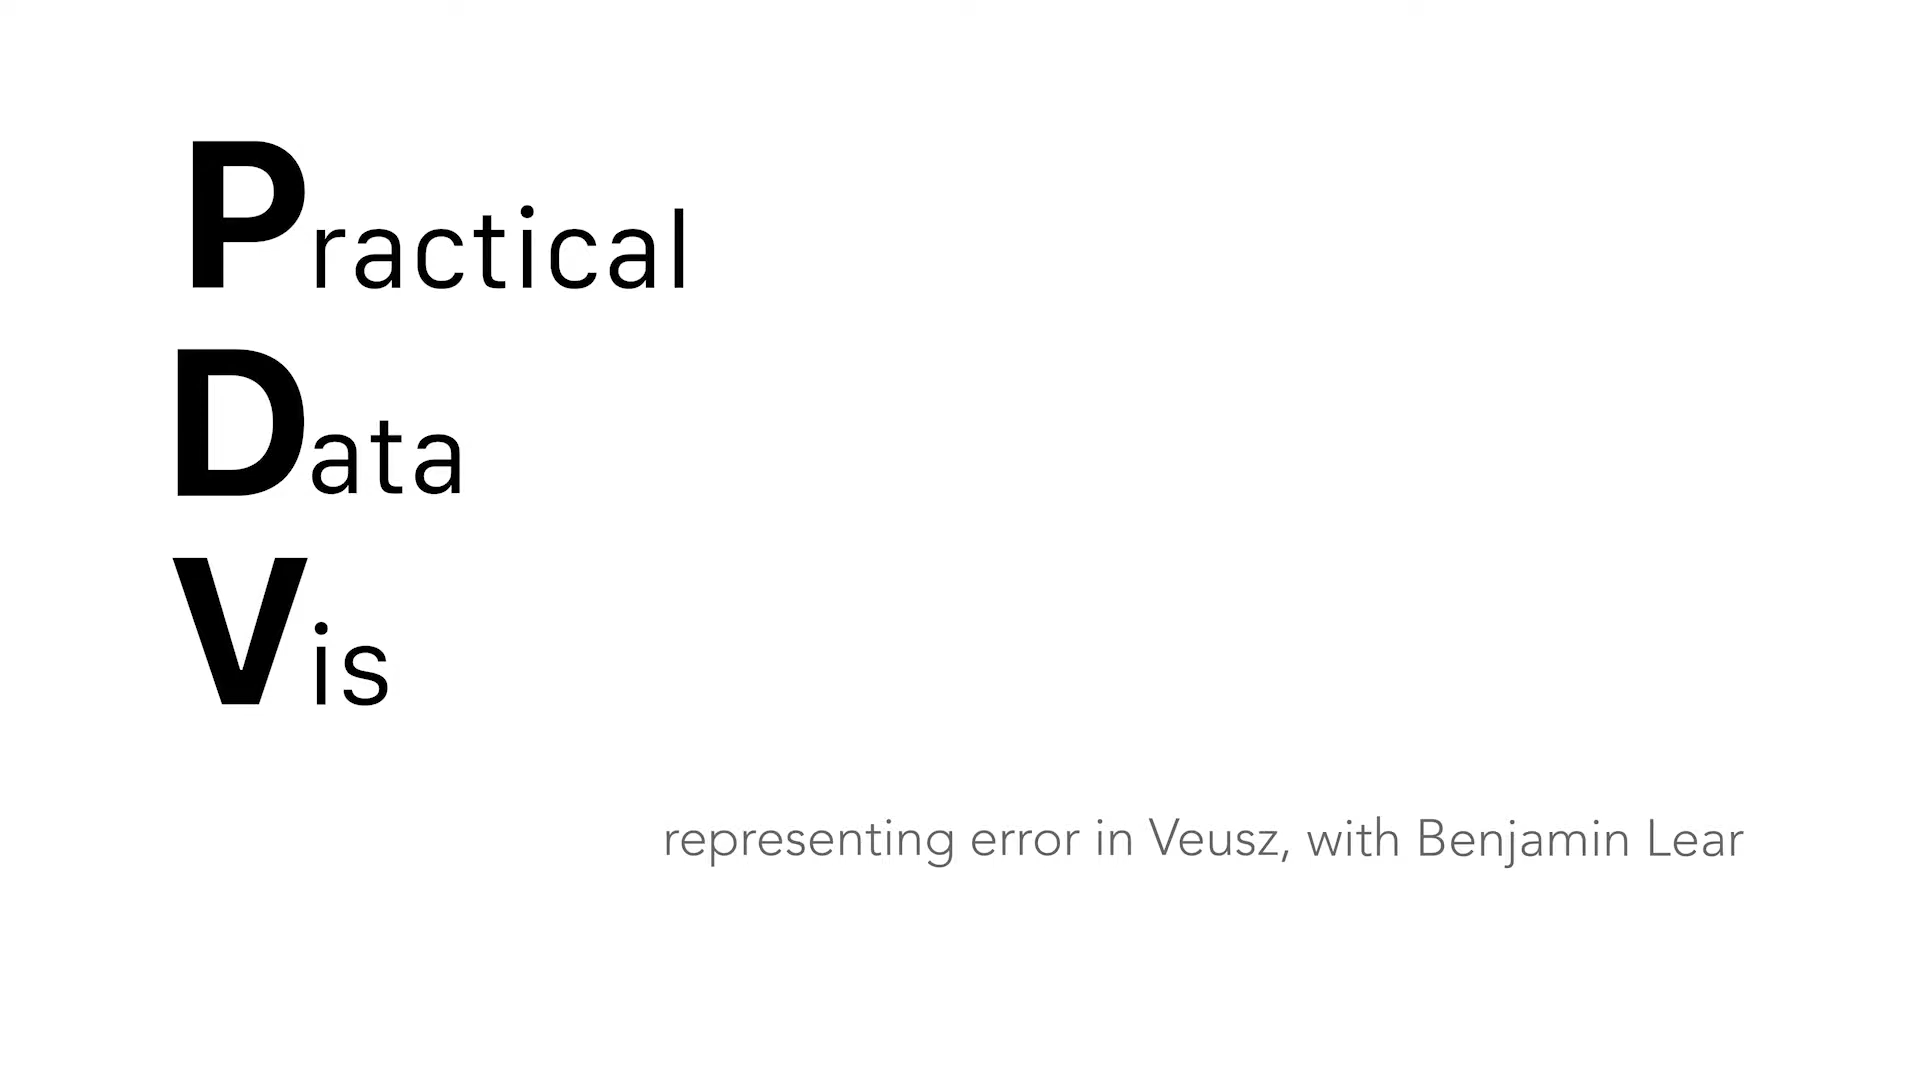 Practical
Data
Vis
representing error in Veusz, with Benjamin Lear